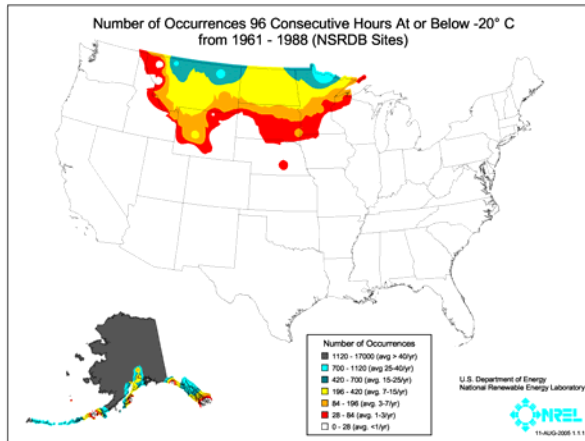 Number of Occurrences 96 Consecutive Hours At or Below -20° C
from 1961 - 1988 (NSRDB Sites)
Number of Occurrences
1120 - 17000 (avg > 40/yr)
700 - 1120 (avg 25-40/yr)
420 - 700 (avg. 15-25/yr)
196 - 420 (avg. 7-15/yr)
84 - 196 (avg. 3-7/yr)
28 - 84 (avg. 1-3/yr)
0 - 28 (avg. <1/yr)
U.S. Department of Energy
National Renewable Energy Laboratory
NREL
11-AUG-2005 1.1.1